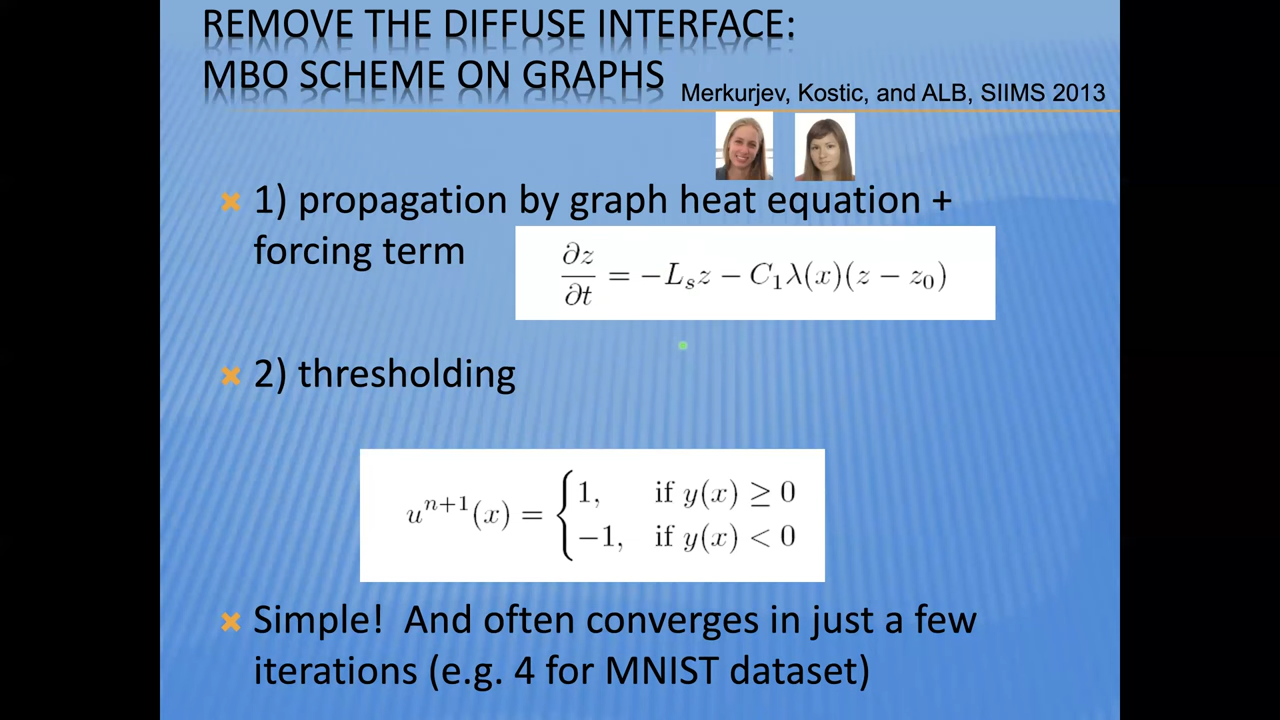 REMOVE THE DIFFUSE INTERFACE:
MBO SCHEME ON GRAPHS
Merkurjev, Kostic, and ALB, SIIMS 2013
1) propagation by graph heat equation +
forcing term
∂z/∂t = −Lₛz − C₁λ(x)(z − z₀)
2) thresholding
uⁿ⁺¹(x) = { 1, if y(x) ≥ 0
−1, if y(x) < 0
Simple! And often converges in just a few
iterations (e.g. 4 for MNIST dataset)